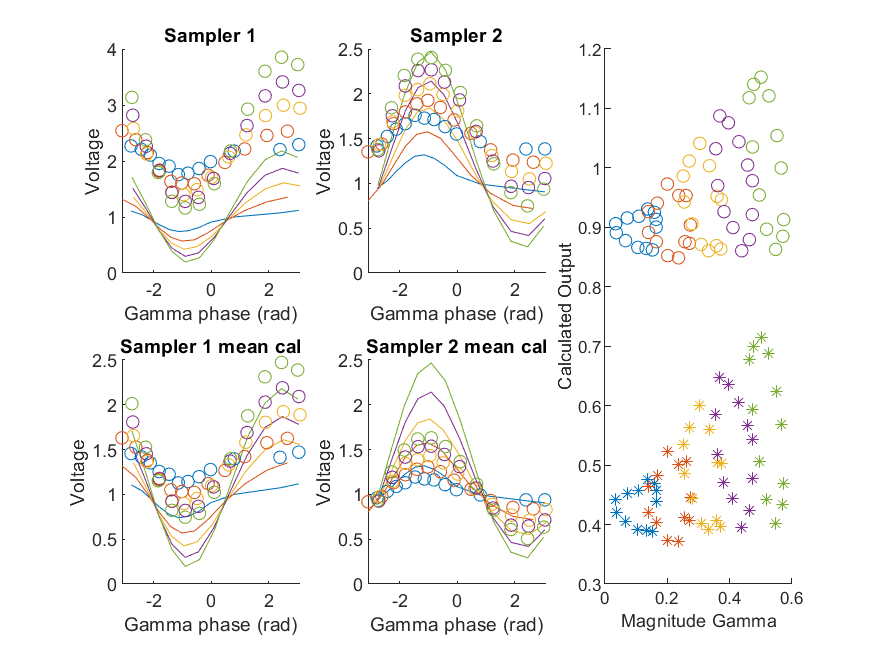 Sampler 1
4
3
2
1
0
Voltage
-2 0 2
Gamma phase (rad)
Sampler 2
2.5
2
1.5
1
0.5
0
Voltage
-2 0 2
Gamma phase (rad)
Sampler 1 mean cal
2.5
2
1.5
1
0.5
0
Voltage
-2 0 2
Gamma phase (rad)
Sampler 2 mean cal
2.5
2
1.5
1
0.5
0
Voltage
-2 0 2
Gamma phase (rad)
1.2
1.1
1
0.9
0.8
0.7
0.6
0.5
0.4
0.3
Calculated Output
0 0.2 0.4 0.6
Magnitude Gamma